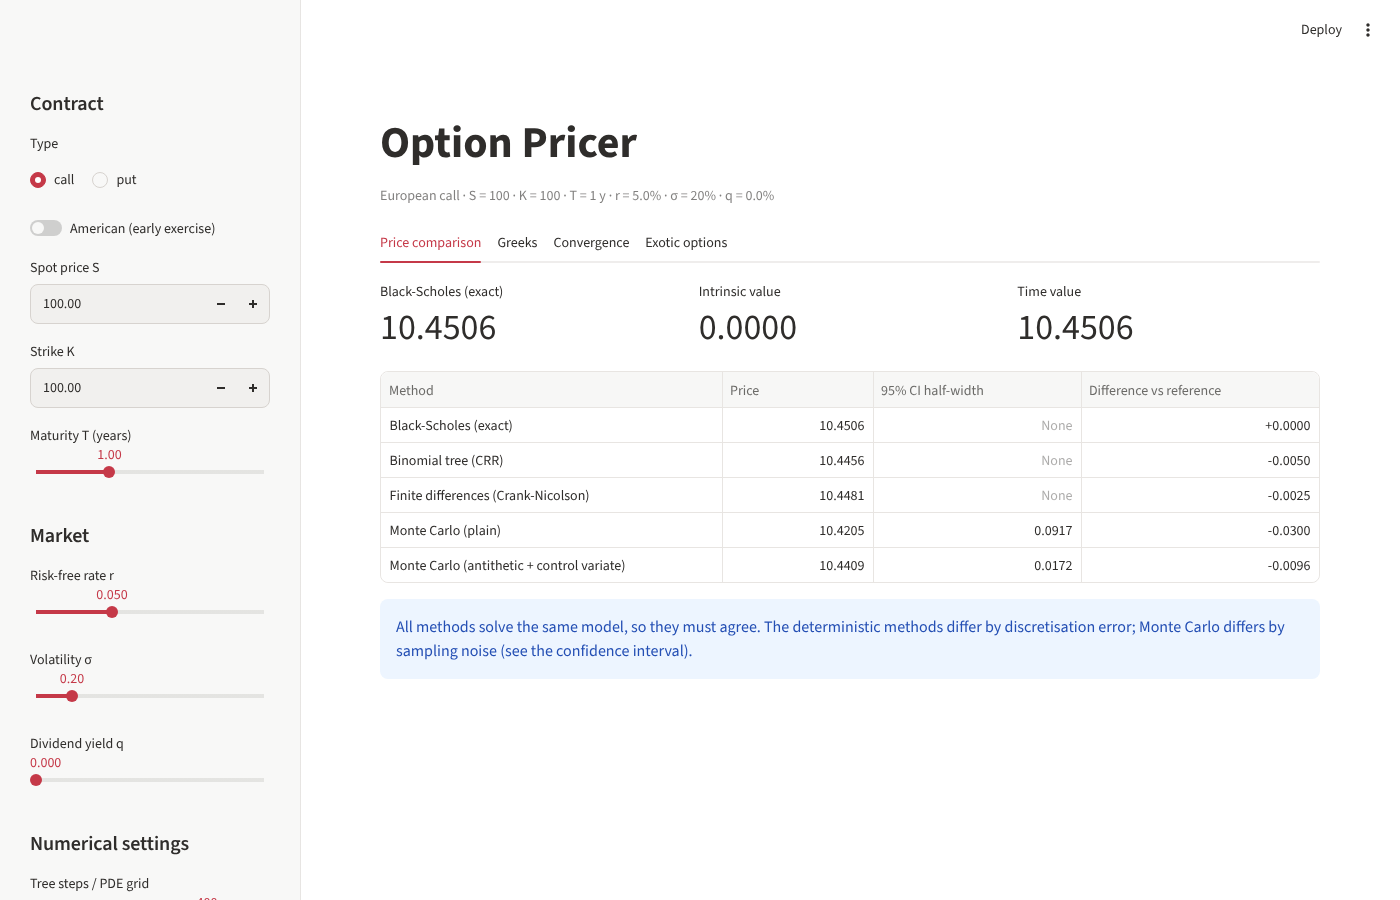 Deploy
Contract
Type
call put
American (early exercise)
Spot price S
100.00
Strike K
100.00
Maturity T (years)
1.00
Market
Risk-free rate r
0.050
Volatility σ
0.20
Dividend yield q
0.000
Numerical settings
Tree steps / PDE grid
Option Pricer
European call · S = 100 · K = 100 · T = 1 y · r = 5.0% · σ = 20% · q = 0.0%
Price comparison Greeks Convergence Exotic options
Black-Scholes (exact) Intrinsic value Time value
10.4506 0.0000 10.4506
Method Price 95% CI half-width Difference vs reference
Black-Scholes (exact) 10.4506 None +0.0000
Binomial tree (CRR) 10.4456 None -0.0050
Finite differences (Crank-Nicolson) 10.4481 None -0.0025
Monte Carlo (plain) 10.4205 0.0917 -0.0300
Monte Carlo (antithetic + control variate) 10.4409 0.0172 -0.0096
All methods solve the same model, so they must agree. The deterministic methods differ by discretisation error; Monte Carlo differs by
sampling noise (see the confidence interval).